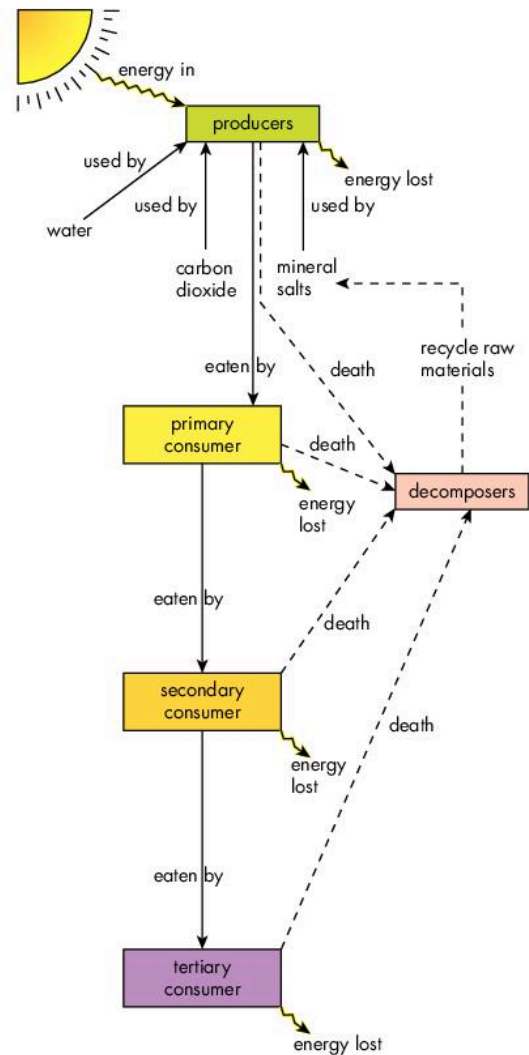 energy in
producers
energy lost
used by
used by
used by
water
carbon
dioxide
mineral
salts
recycle raw
materials
eaten by
death
primary
consumer
death
energy
lost
decomposers
eaten by
death
secondary
consumer
death
energy
lost
eaten by
tertiary
consumer
energy lost